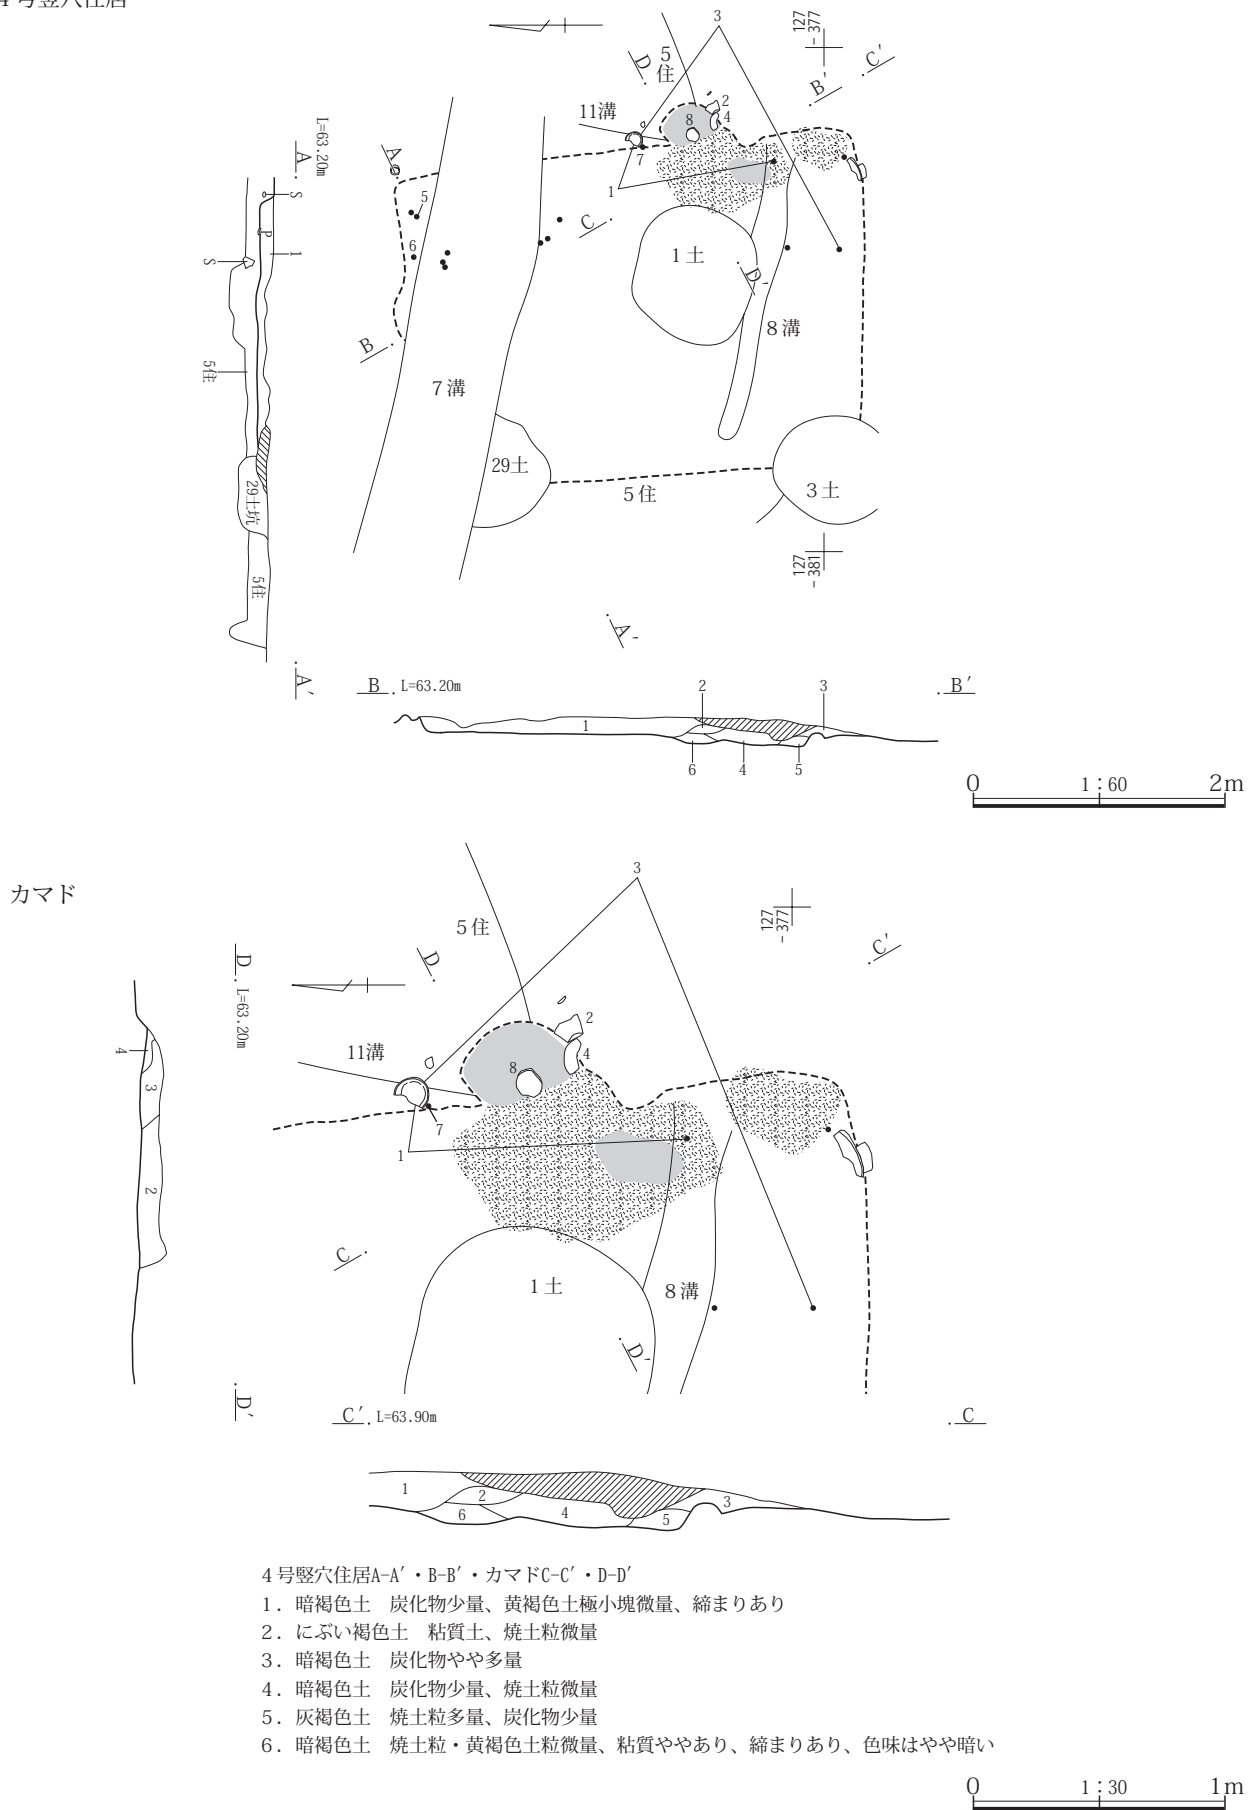 4号竪穴住居
3
127
-377
C′
B′
D
5
住
11溝
2
4
8
7
1
A
L=63.20m
A
S
P
1
S
5住
29土坑
5住
A′
5
6
C
1土
D′
8溝
B
7溝
29土
5住
3土
127
-381
A′
B L=63.20m
B′
2
3
1
6
4
5
0 1：60 2m
カマド
3
127
-377
5住
D
C′
D
L=63.20m
11溝
2
4
8
7
1
4
3
2
C
1土
8溝
D′
D′
C′ L=63.90m
C
1
2
3
6
4
5
4号竪穴住居A-A′・B-B′・カマドC-C′・D-D′
1．暗褐色土　炭化物少量、黄褐色土極小塊微量、締まりあり
2．にぶい褐色土　粘質土、焼土粒微量
3．暗褐色土　炭化物やや多量
4．暗褐色土　炭化物少量、焼土粒微量
5．灰褐色土　焼土粒多量、炭化物少量
6．暗褐色土　焼土粒・黄褐色土粒微量、粘質ややあり、締まりあり、色味はやや暗い
0 1：30 1m